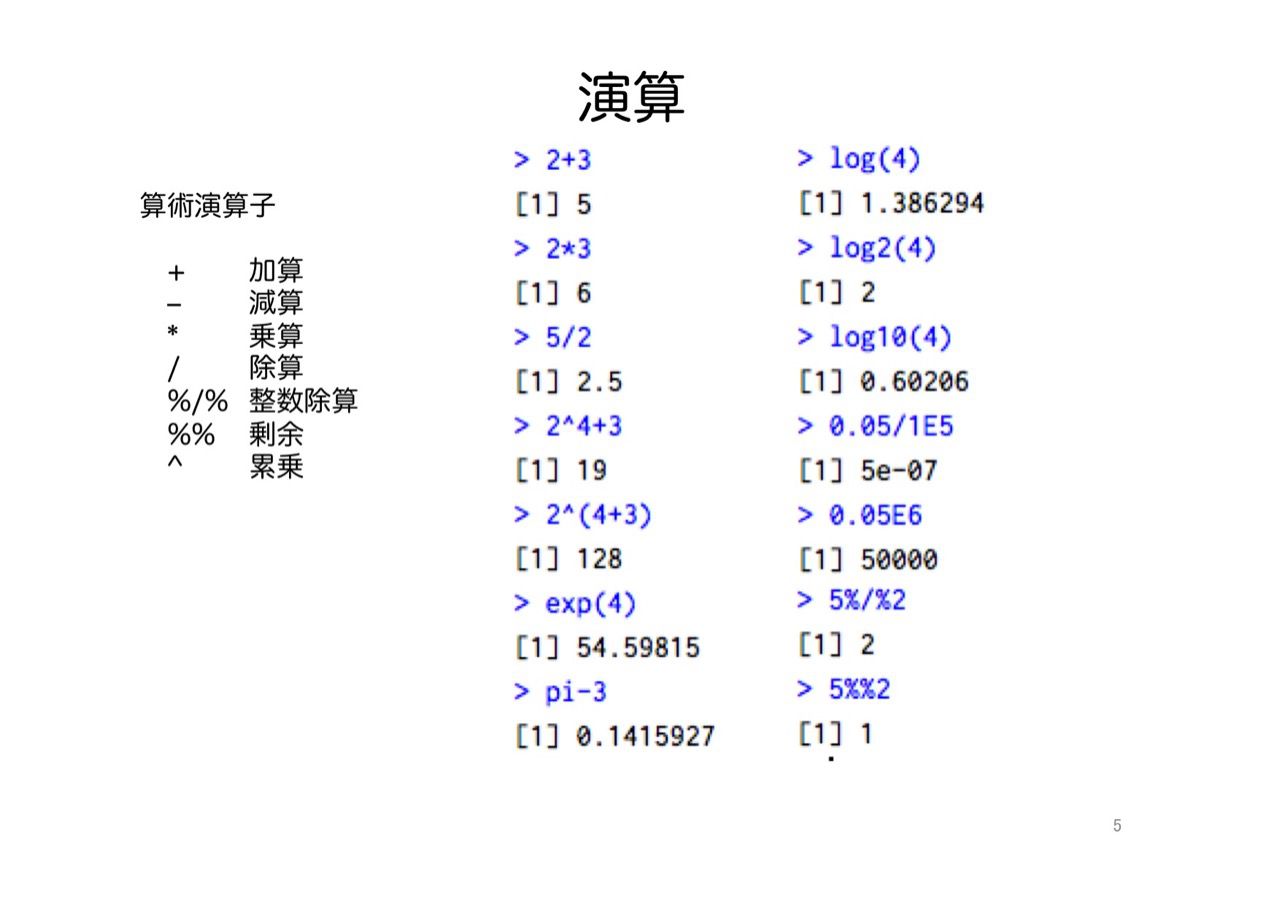 演算
算術演算子
+ 加算
– 減算
* 乗算
/ 除算
%/% 整数除算
%% 剰余
^ 累乗
> 2+3
[1] 5
> 2*3
[1] 6
> 5/2
[1] 2.5
> 2^4+3
[1] 19
> 2^(4+3)
[1] 128
> exp(4)
[1] 54.59815
> pi-3
[1] 0.1415927
> log(4)
[1] 1.386294
> log2(4)
[1] 2
> log10(4)
[1] 0.60206
> 0.05/1E5
[1] 5e-07
> 0.05E6
[1] 50000
> 5%/%2
[1] 2
> 5%%2
[1] 1
5